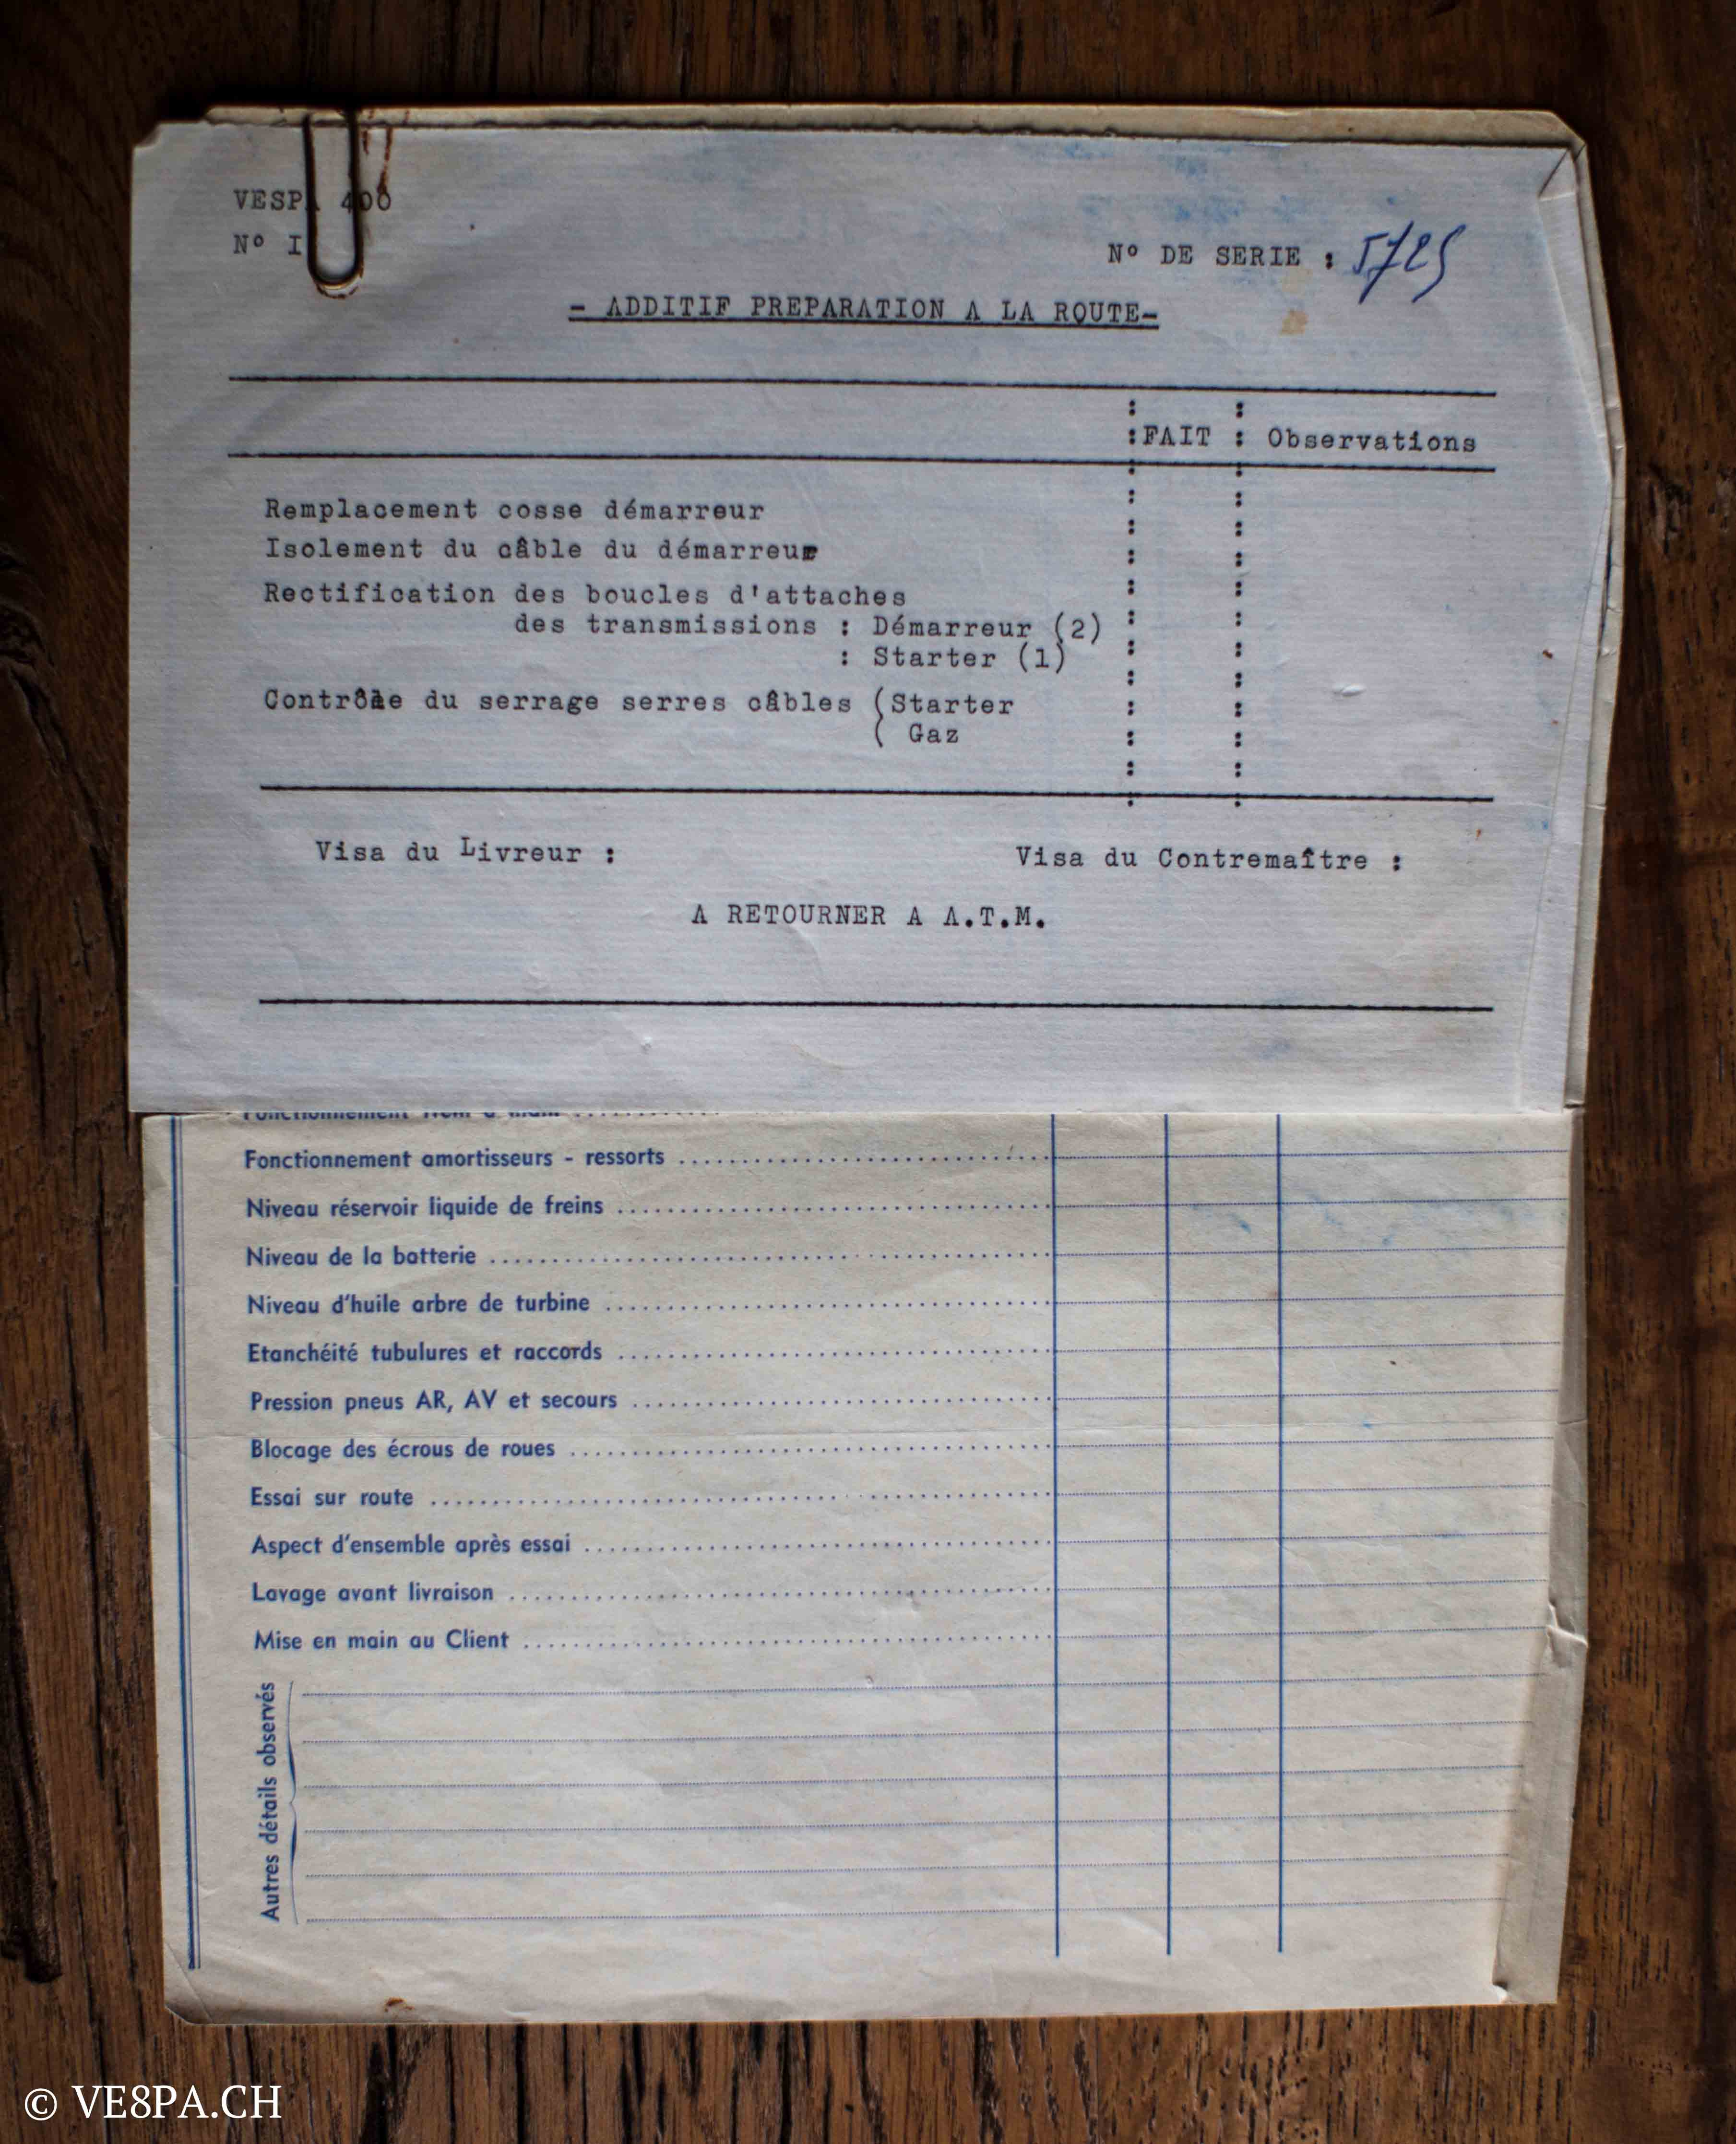 VESPA 400
Nº I
Nº DE SERIE : 5725
- ADDITIF PREPARATION A LA ROUTE-
:FAIT : Observations
Remplacement cosse démarreur
Isolement du câble du démarreur
Rectification des boucles d'attaches
des transmissions : Démarreur (2)
: Starter (1)
Contrôle du serrage serres câbles (Starter
( Gaz
Visa du Livreur :
Visa du Contremaître :
A RETOURNER A A.T.M.
Fonctionnement frein à main
Fonctionnement amortisseurs - ressorts
Niveau réservoir liquide de freins
Niveau de la batterie
Niveau d'huile arbre de turbine
Etanchéité tubulures et raccords
Pression pneus AR, AV et secours
Blocage des écrous de roues
Essai sur route
Aspect d'ensemble après essai
Lavage avant livraison
Mise en main au Client
Autres détails observés
© VE8PA.CH